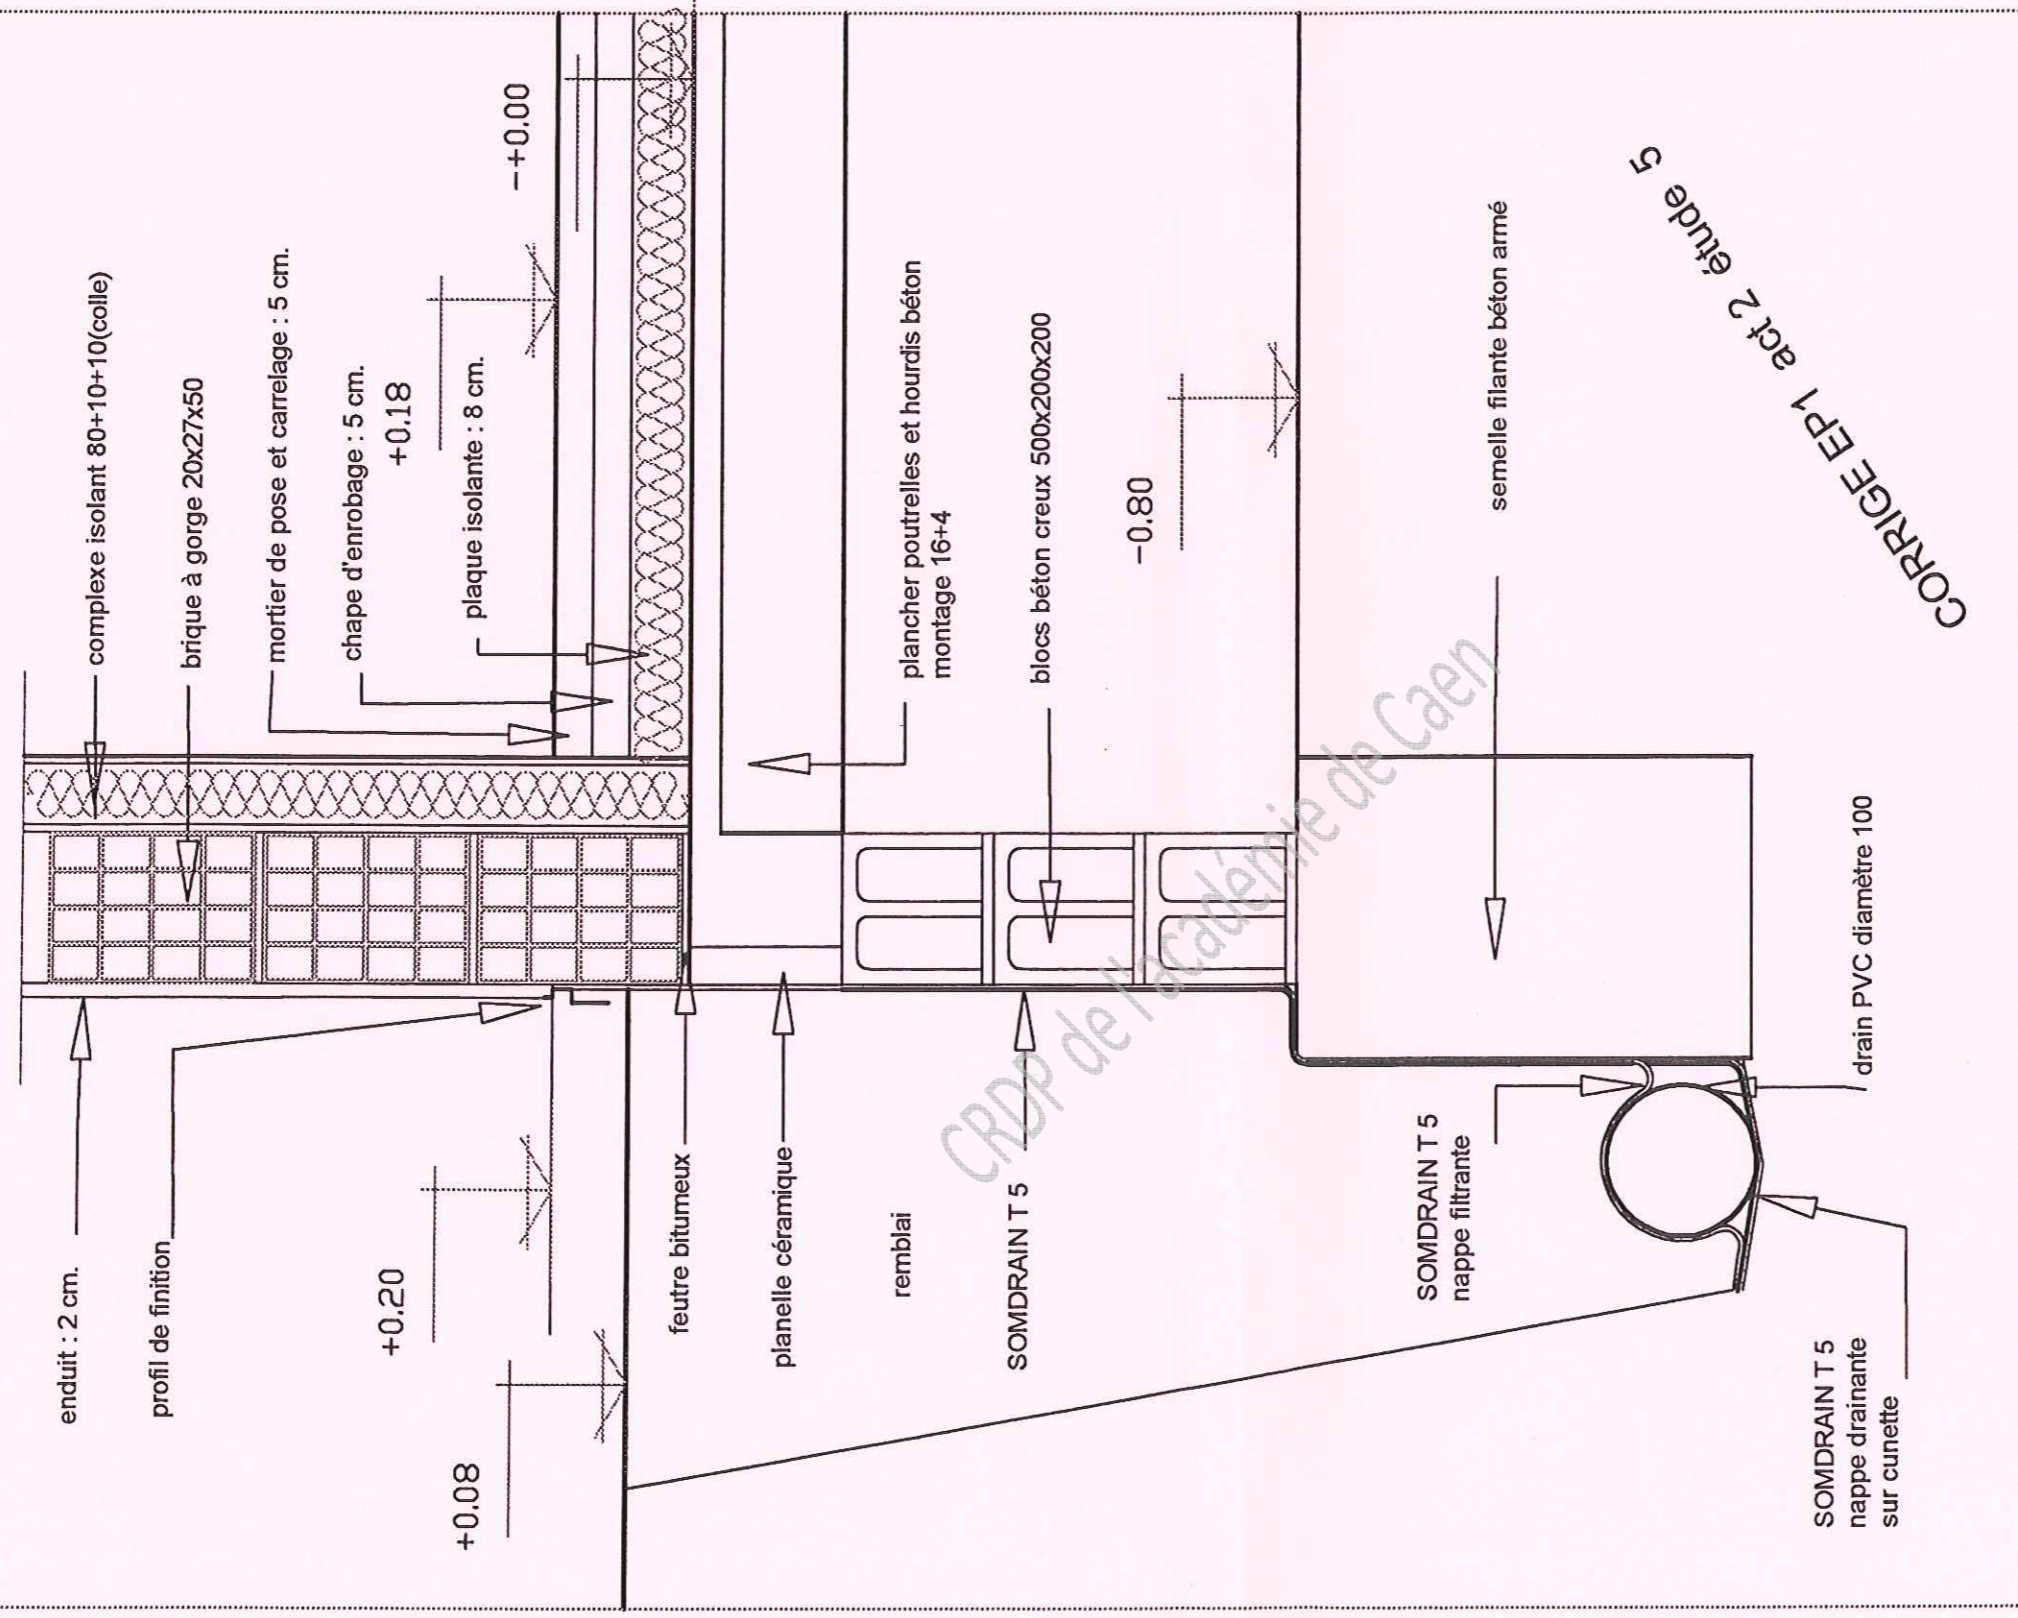 complexe isolant 80+10+10(colle)
brique à gorge 20x27x50
mortier de pose et carrelage : 5 cm.
chape d'enrobage : 5 cm.
+0.18
plaque isolante : 8 cm.
-+0.00
plancher poutrelles et hourdis béton
montage 16+4
blocs béton creux 500x200x200
-0.80
semelle filante béton armé
CORRIGE EP1 act 2 étude 5
enduit : 2 cm.
profil de finition
+0.20
+0.08
feutre bitumeux
planelle céramique
remblai
SOMDRAIN T 5
SOMDRAIN T 5
nappe filtrante
drain PVC diamètre 100
SOMDRAIN T 5
nappe drainante
sur cunette
CRDP de l'académie de Caen